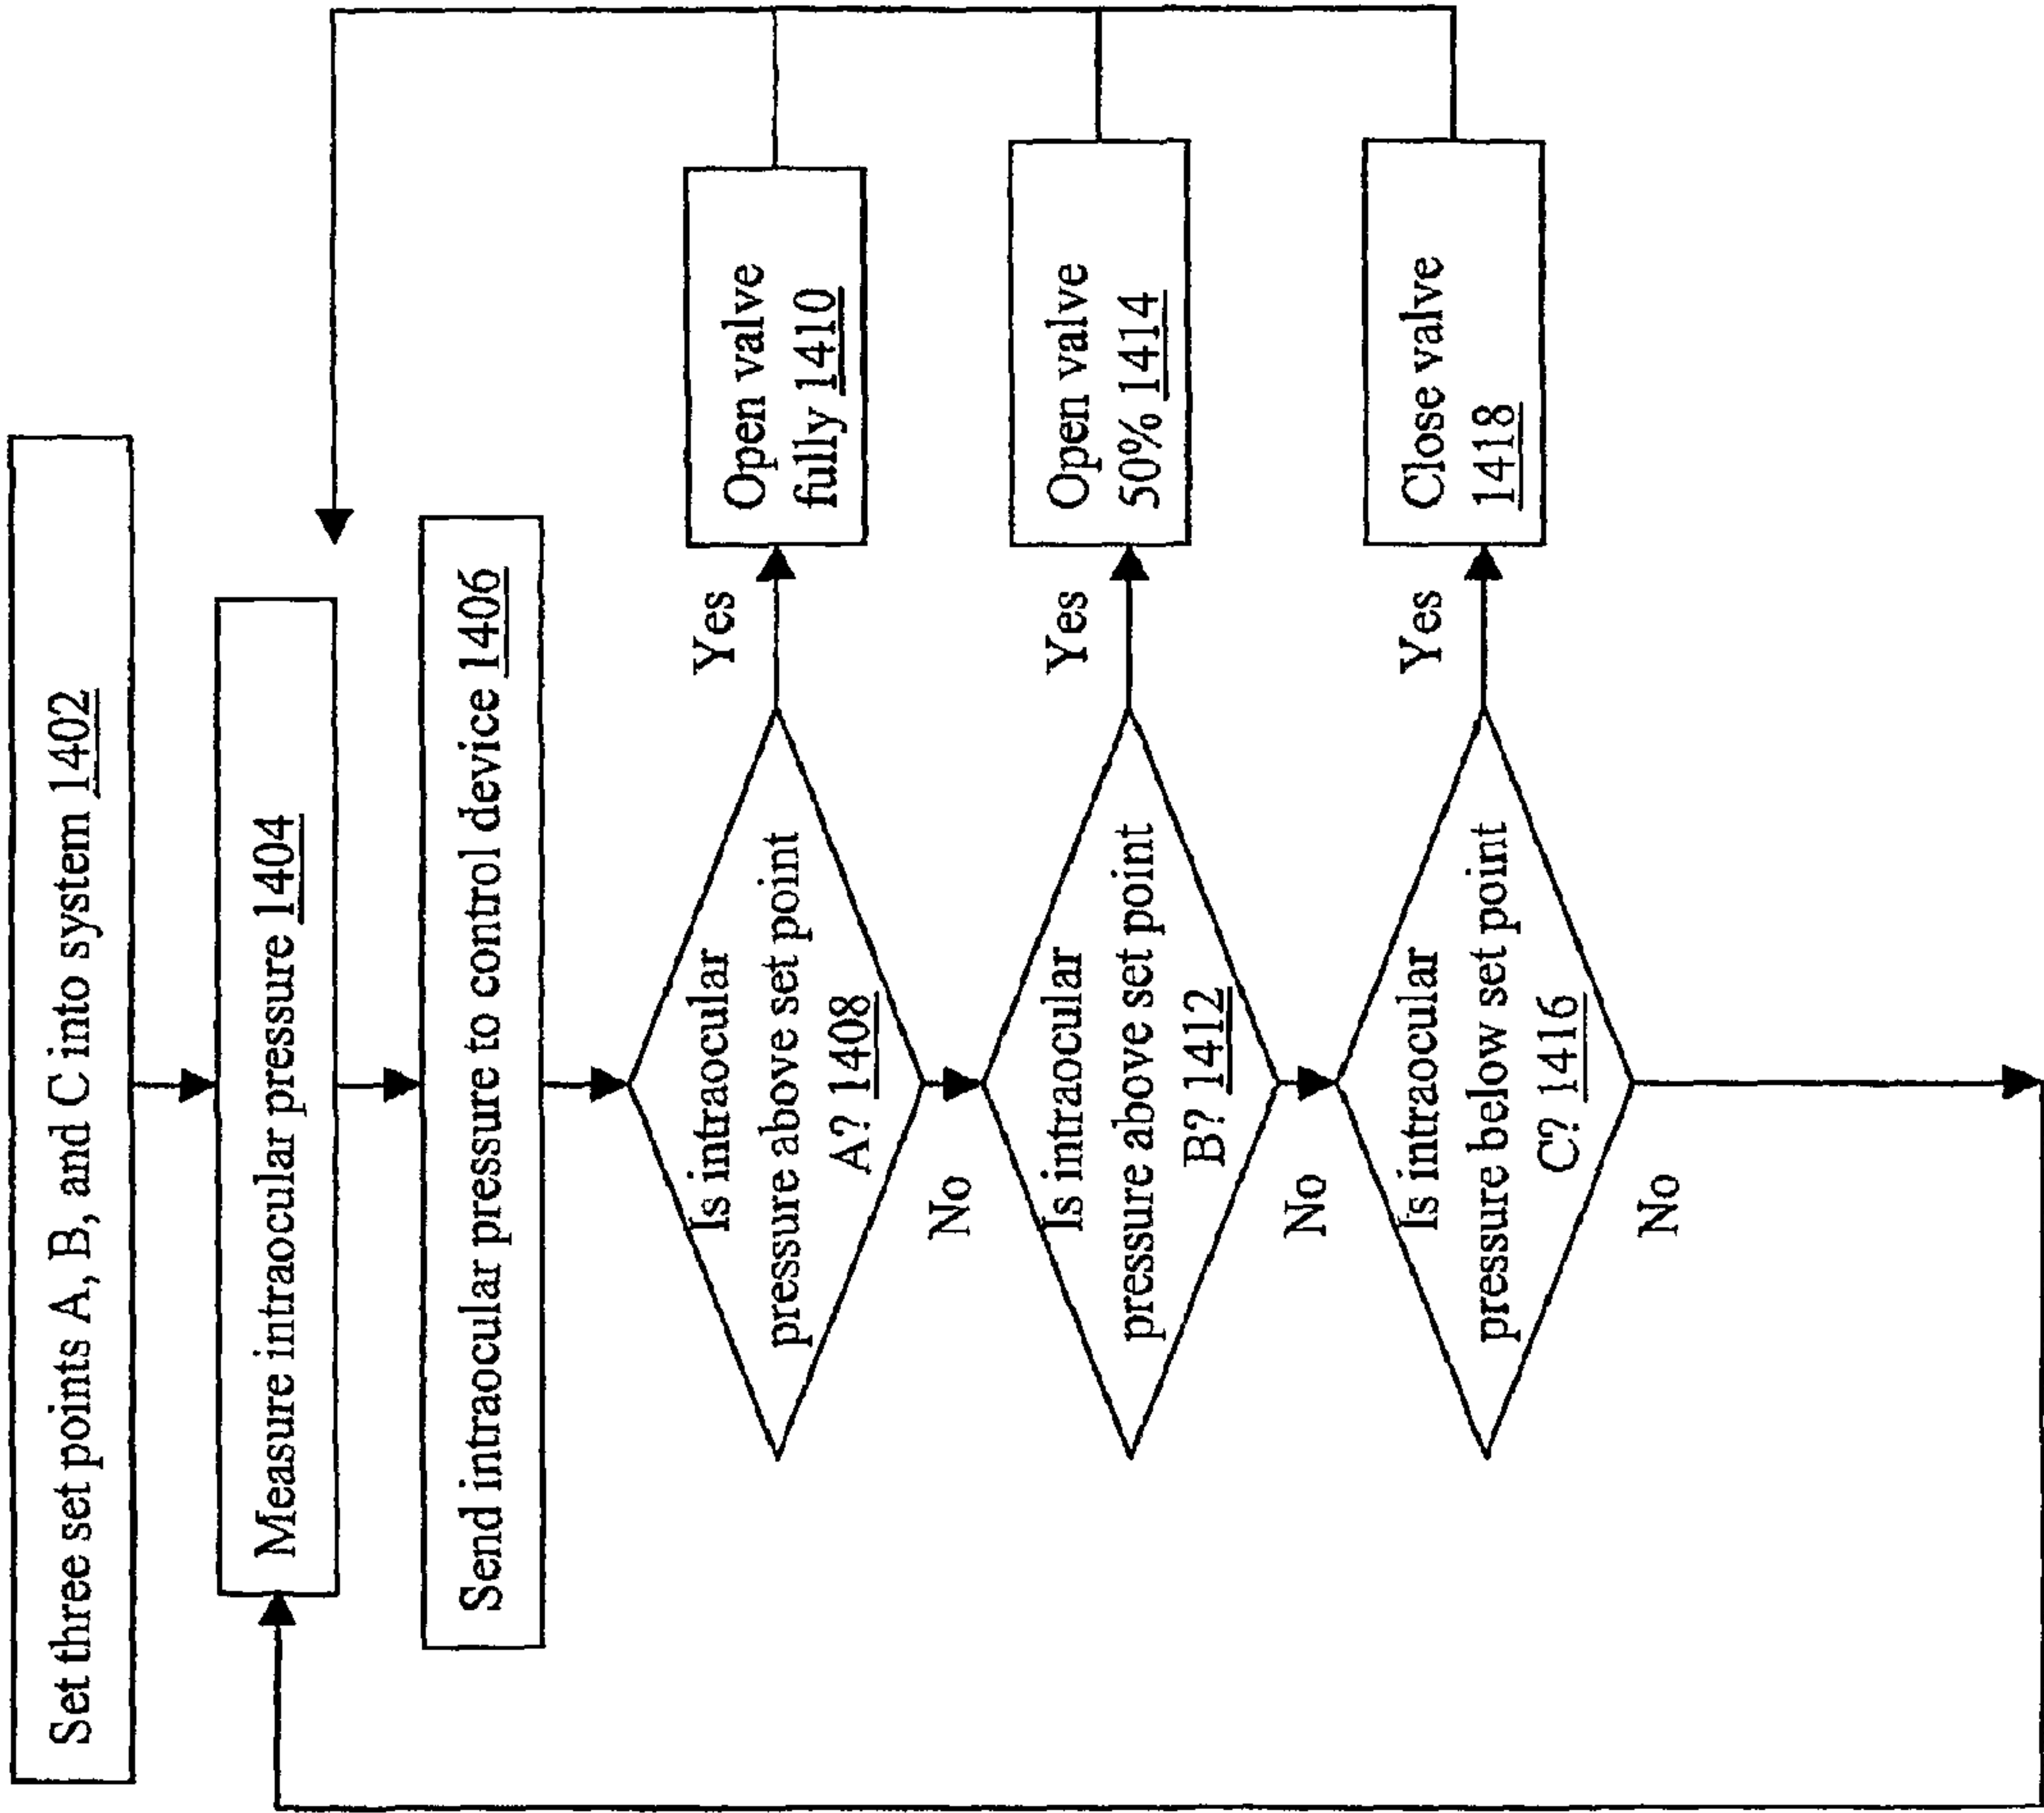 Set three set points A, B, and C into system 1402
Measure intraocular pressure 1404
Send intraocular pressure to control device 1406
Is intraocular
pressure above set point
A? 1408
Yes
Open valve
fully 1410
No
Is intraocular
pressure above set point
B? 1412
Yes
Open valve
50% 1414
No
Is intraocular
pressure below set point
C? 1416
Yes
Close valve
1418
No